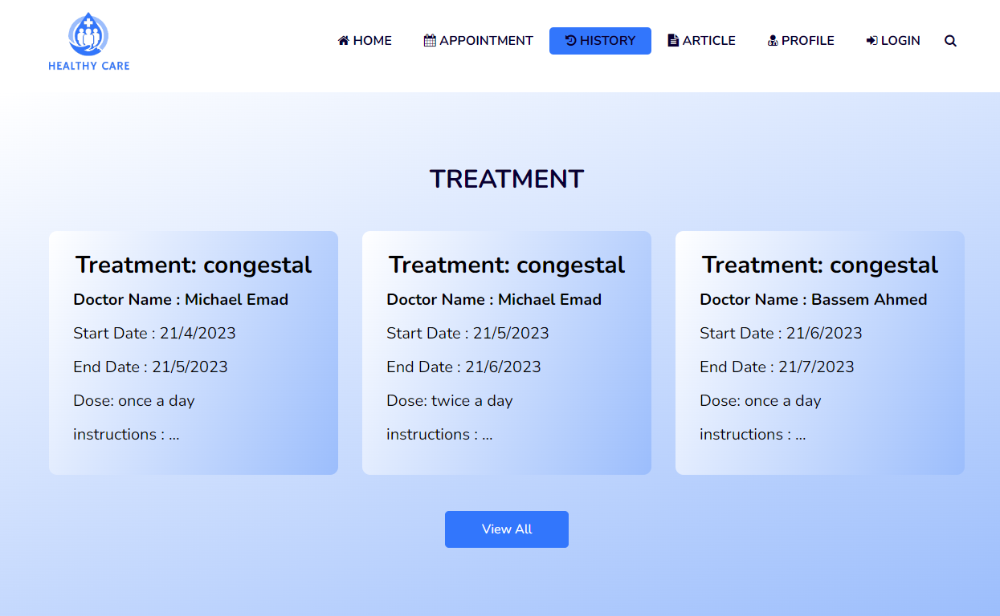 HEALTHY CARE
HOME APPOINTMENT HISTORY ARTICLE PROFILE LOGIN
TREATMENT
Treatment: congestal
Doctor Name : Michael Emad
Start Date : 21/4/2023
End Date : 21/5/2023
Dose: once a day
instructions : ...
Treatment: congestal
Doctor Name : Michael Emad
Start Date : 21/5/2023
End Date : 21/6/2023
Dose: twice a day
instructions : ...
Treatment: congestal
Doctor Name : Bassem Ahmed
Start Date : 21/6/2023
End Date : 21/7/2023
Dose: once a day
instructions : ...
View All